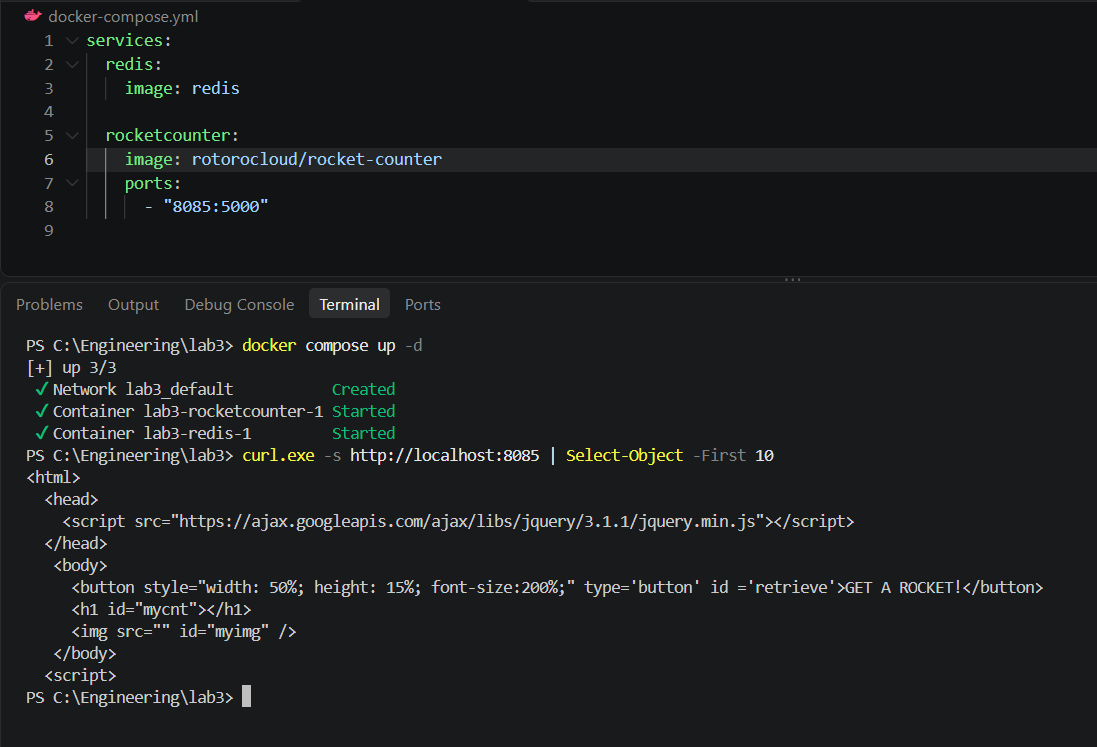 docker-compose.yml
1 services:
2 redis:
3 image: redis
4
5 rocketcounter:
6 image: rotorocloud/rocket-counter
7 ports:
8 - "8085:5000"
9
Problems Output Debug Console Terminal Ports
PS C:\Engineering\lab3> docker compose up -d
[+] up 3/3
✓ Network lab3_default Created
✓ Container lab3-rocketcounter-1 Started
✓ Container lab3-redis-1 Started
PS C:\Engineering\lab3> curl.exe -s http://localhost:8085 | Select-Object -First 10
<html>
<head>
<script src="https://ajax.googleapis.com/ajax/libs/jquery/3.1.1/jquery.min.js"></script>
</head>
<body>
<button style="width: 50%; height: 15%; font-size:200%;" type='button' id ='retrieve'>GET A ROCKET!</button>
<h1 id="mycnt"></h1>
<img src="" id="myimg" />
</body>
<script>
PS C:\Engineering\lab3>